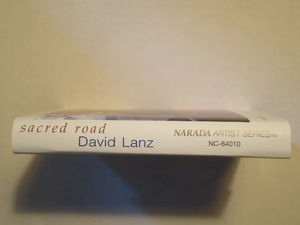 sacred road
David Lanz
NARADA ARTIST SERIES
NC-64010